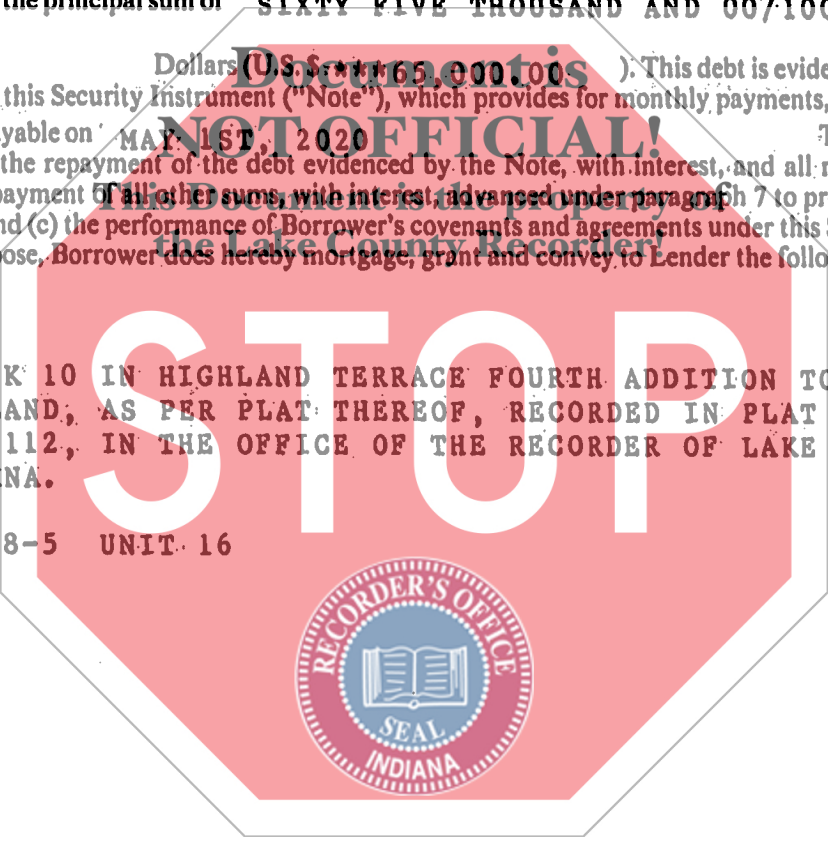 the principal sum of SIXTY FIVE THOUSAND AND 00/100
Dollars (U.S. $****65,000.00 ). This debt is evide
Document is
this Security Instrument ("Note"), which provides for monthly payments,
yable on MAY 1ST, 2020
NOT OFFICIAL!
the repayment of the debt evidenced by the Note, with interest, and all
ayment of all other sums, with interest, advanced under paragraph 7 to pr
This Document is the property of
nd (c) the performance of Borrower's covenants and agreements under this
the Lake County Recorder!
ose, Borrower does hereby mortgage, grant and convey to Lender the follo
STOP
K 10 IN HIGHLAND TERRACE FOURTH ADDITION TO
AND, AS PER PLAT THEREOF, RECORDED IN PLAT
112, IN THE OFFICE OF THE RECORDER OF LAKE
NA.
8-5 UNIT 16
RECORDER'S OFFICE
SEAL
INDIANA